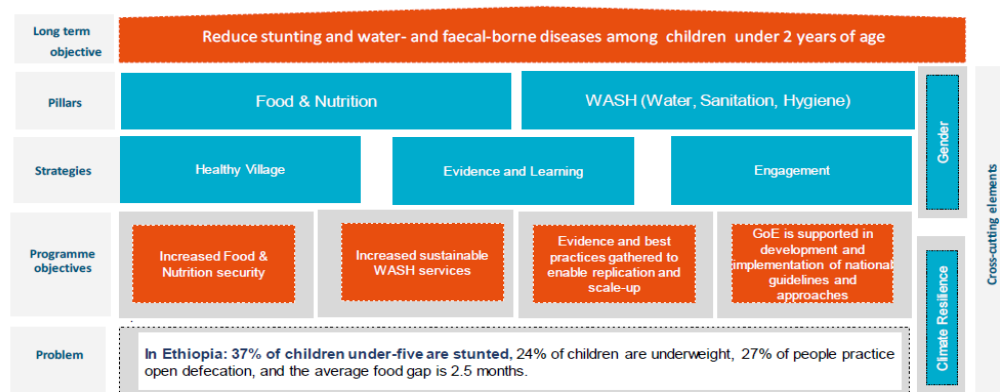 Long term
objective
Reduce stunting and water- and faecal-borne diseases among children under 2 years of age
Pillars
Food & Nutrition
WASH (Water, Sanitation, Hygiene)
Strategies
Healthy Village
Evidence and Learning
Engagement
Programme
objectives
Increased Food &
Nutrition security
Increased sustainable
WASH services
Evidence and best
practices gathered to
enable replication and
scale-up
GoE is supported in
development and
implementation of national
guidelines and
approaches
Problem
In Ethiopia: 37% of children under-five are stunted, 24% of children are underweight, 27% of people practice
open defecation, and the average food gap is 2.5 months.
Gender
Climate Resilience
Cross-cutting elements